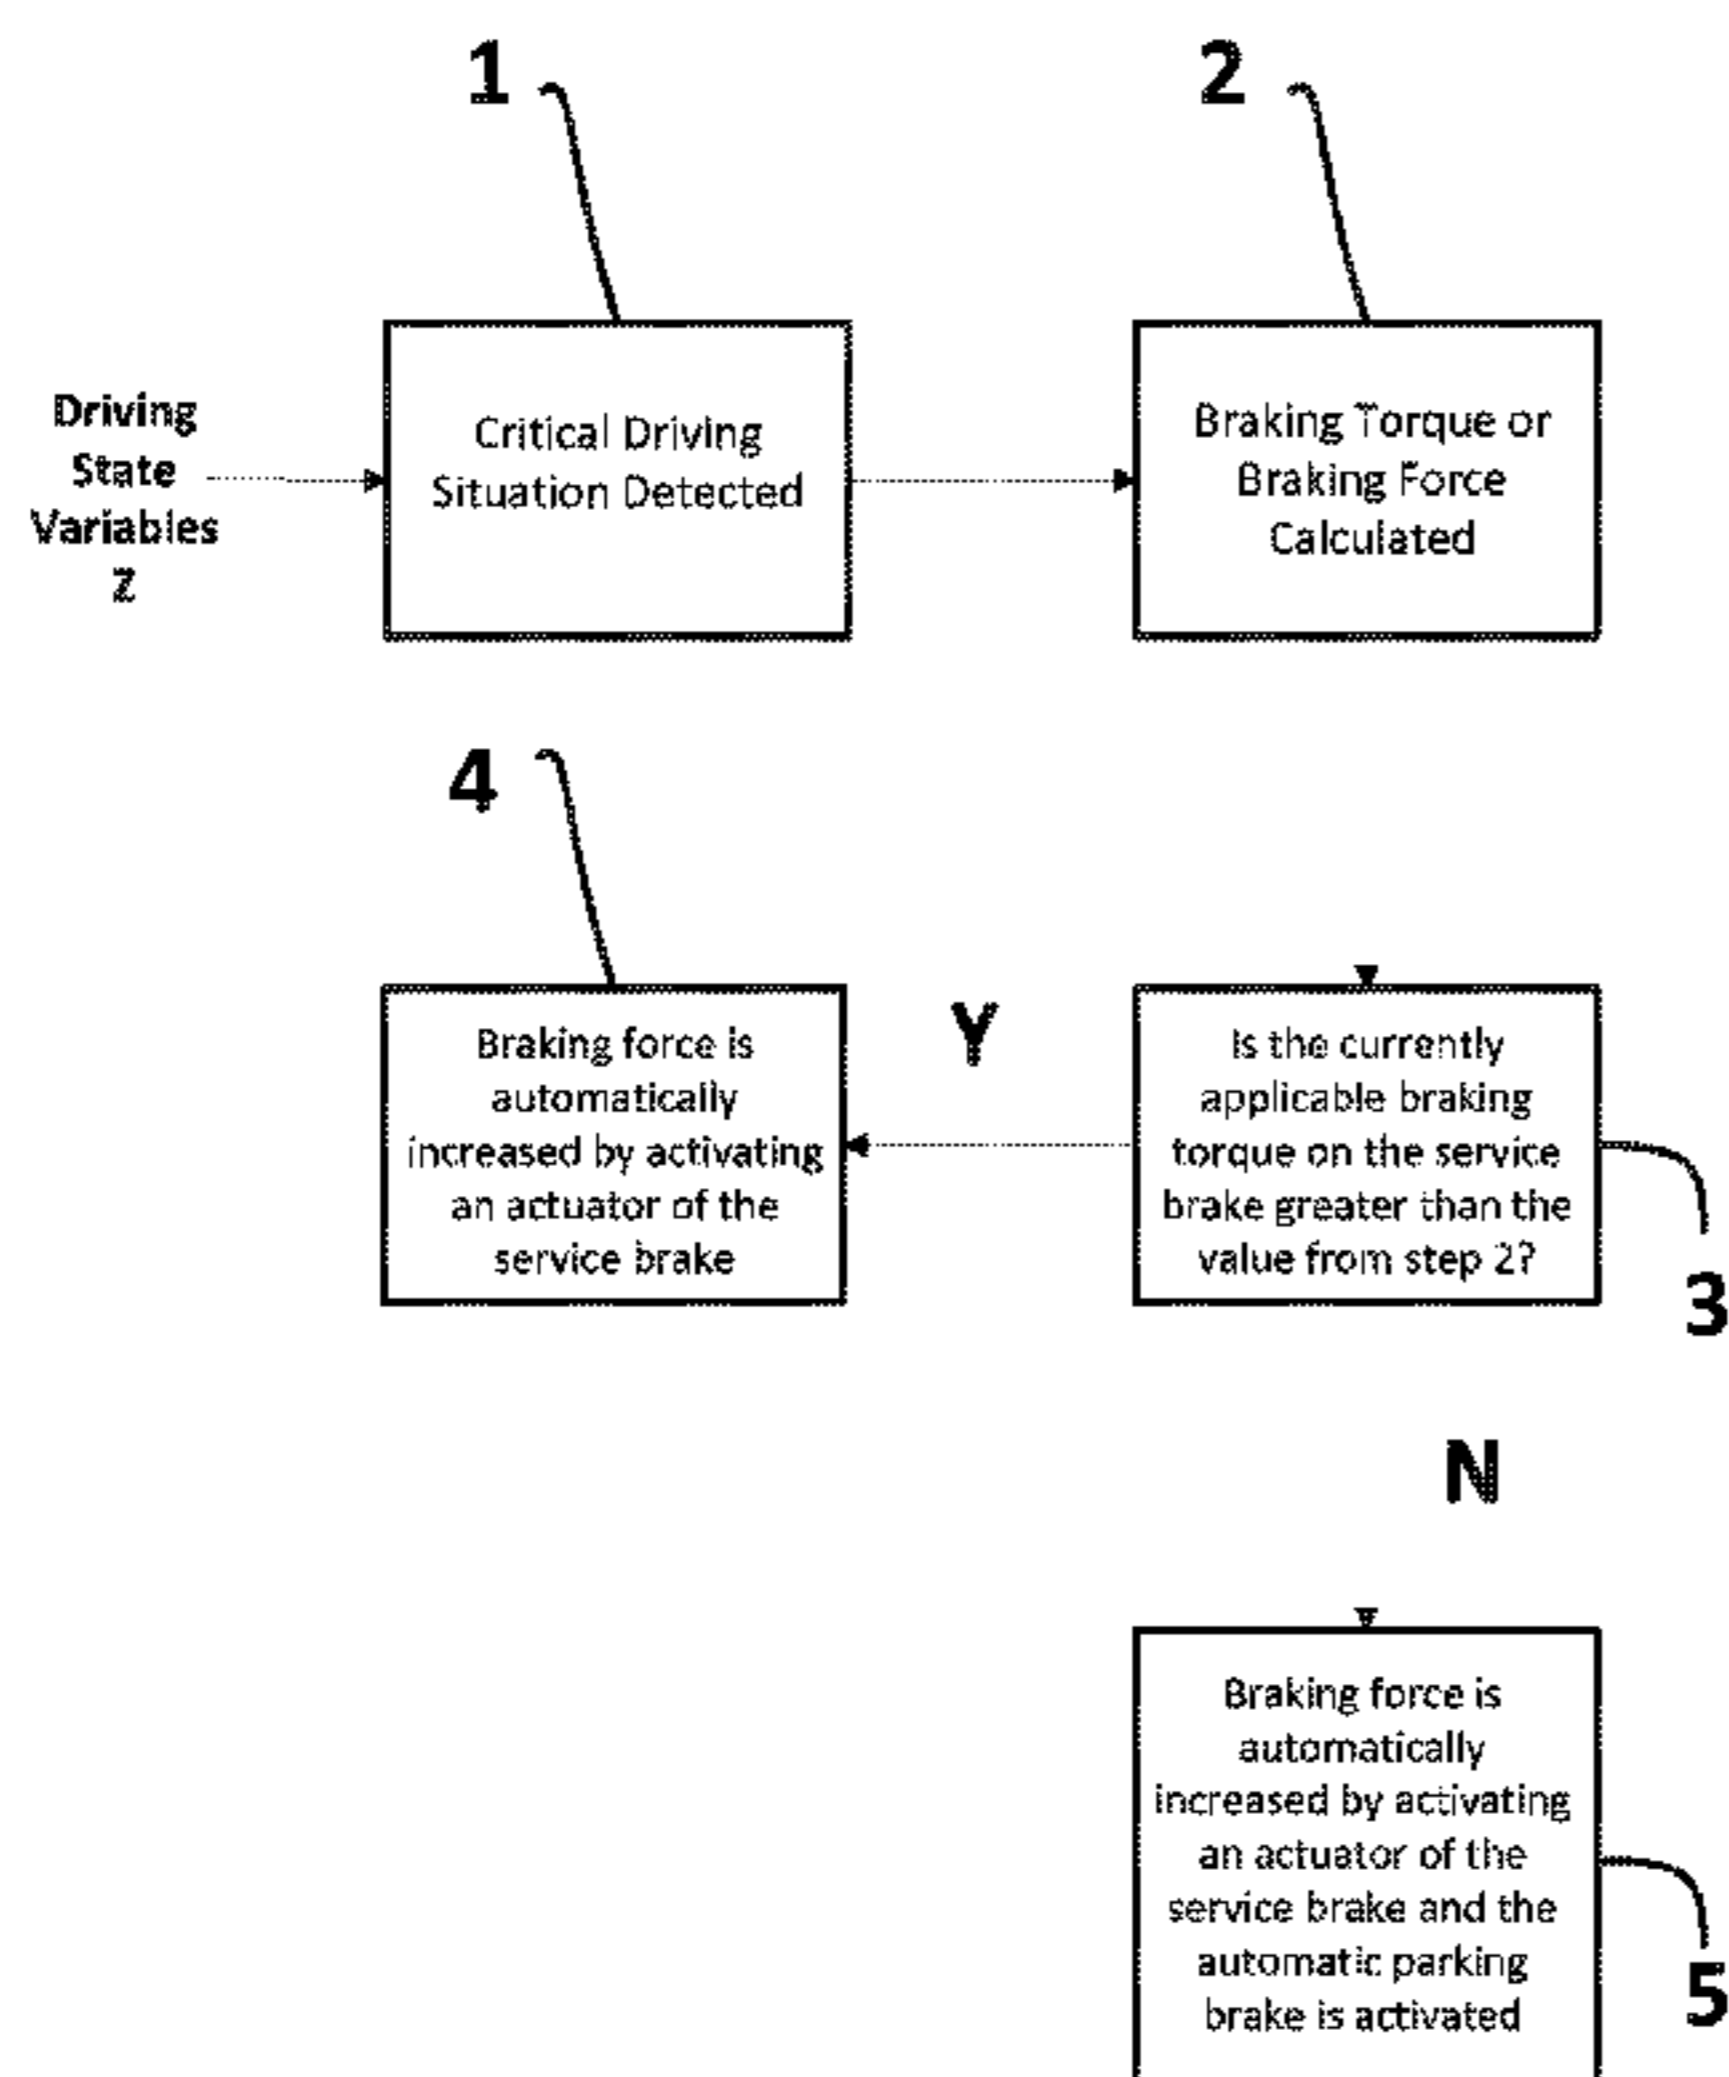 1
2
Driving
State
Variables
Z
Critical Driving
Situation Detected
Braking Torque or
Braking Force
Calculated
4
Braking force is
automatically
increased by activating
an actuator of the
service brake
Y
Is the currently
applicable braking
torque on the service
brake greater than the
value from step 2?
3
N
Braking force is
automatically
increased by activating
an actuator of the
service brake and the
automatic parking
brake is activated
5